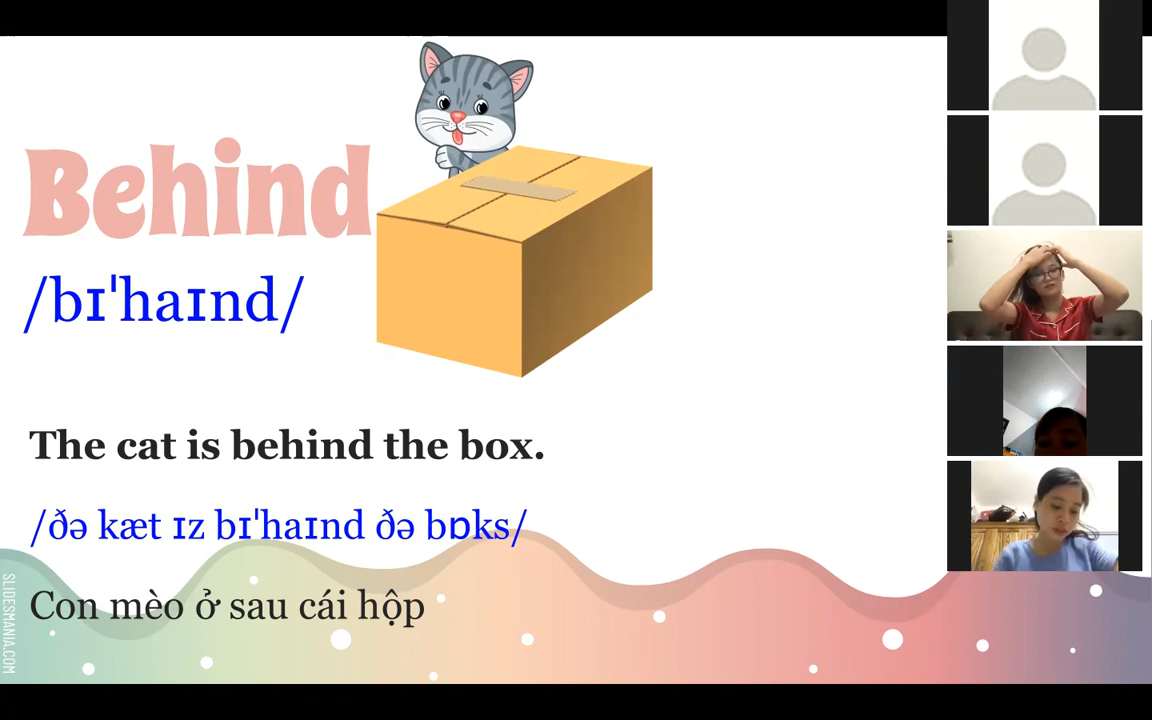 Behind
/bɪˈhaɪnd/
The cat is behind the box.
/ðə kæt ɪz bɪˈhaɪnd ðə bɒks/
Con mèo ở sau cái hộp
SLIDESMANIA.COM